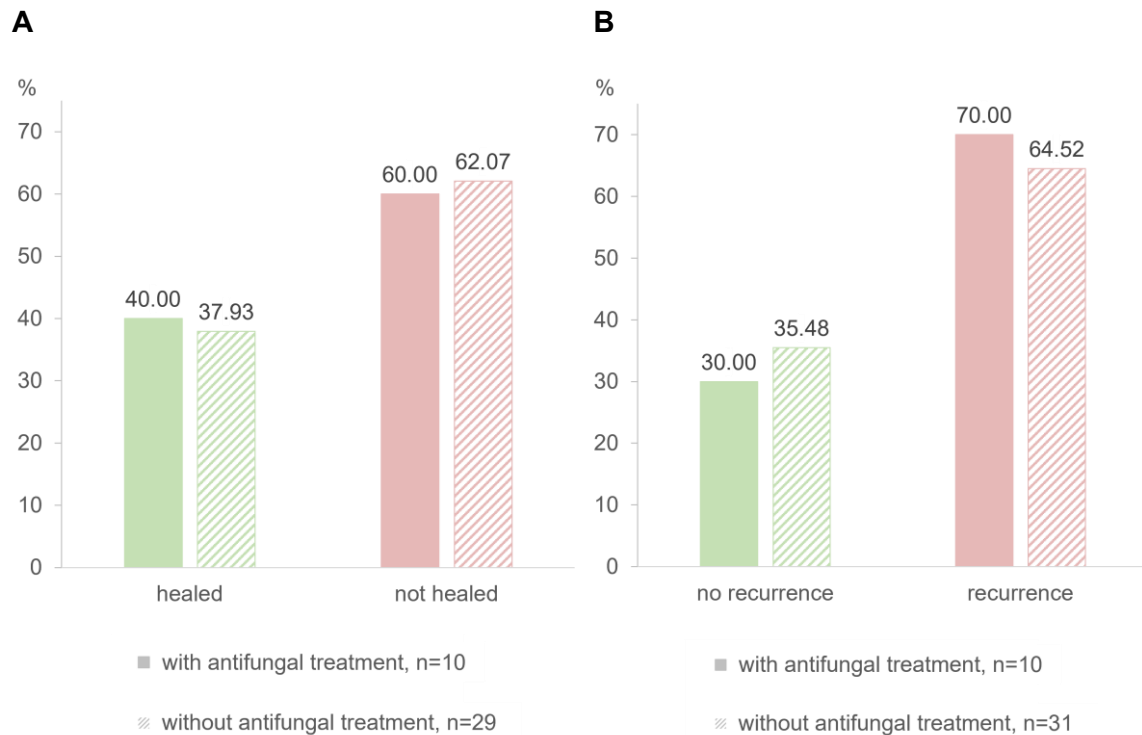 A
%
70
60
50
40
30
20
10
0
40.00
37.93
60.00
62.07
healed
not healed
with antifungal treatment, n=10
without antifungal treatment, n=29
B
%
70
60
50
40
30
20
10
0
30.00
35.48
70.00
64.52
no recurrence
recurrence
with antifungal treatment, n=10
without antifungal treatment, n=31